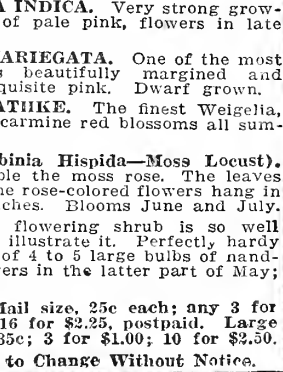 INDICA. Very strong grow-
of pale pink, flowers in late
ARIEGATA. One of the most
beautifully margined and
quisite pink. Dwarf grown.
The finest Weigelia,
carmine red blossoms all sum-
binia Hispida—Moss Locust).
ble the moss rose. The leaves
he rose-colored flowers hang in
ches. Blooms June and July.
flowering shrub is so well
illustrate it. Perfectly hardy
of 4 to 5 large bulbs of nand-
ers in the latter part of May;
Mail size, 25c each; any 3 for
16 for $2.25, postpaid. Large
35c; 3 for $1.00; 10 for $2.50.
to Change Without Notice.